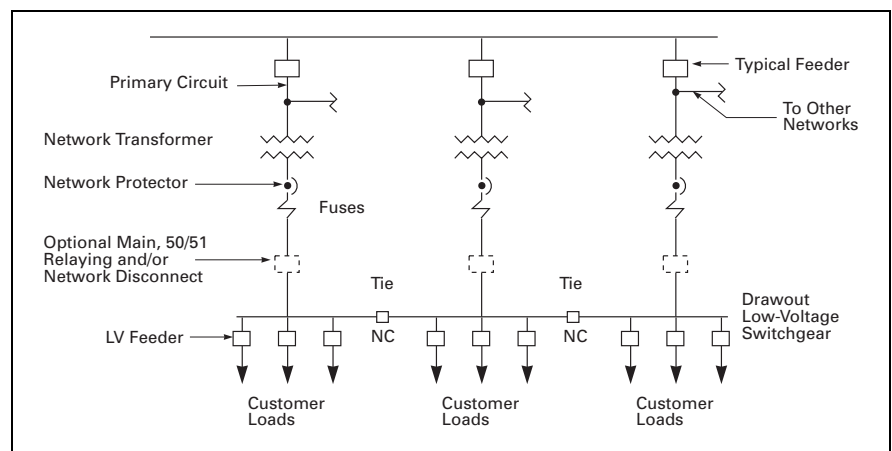 Primary Circuit
Typical Feeder
To Other
Networks
Network Transformer
Network Protector
Fuses
Optional Main, 50/51
Relaying and/or
Network Disconnect
Tie
Tie
Drawout
Low-Voltage
Switchgear
LV Feeder
NC
NC
Customer
Loads
Customer
Loads
Customer
Loads